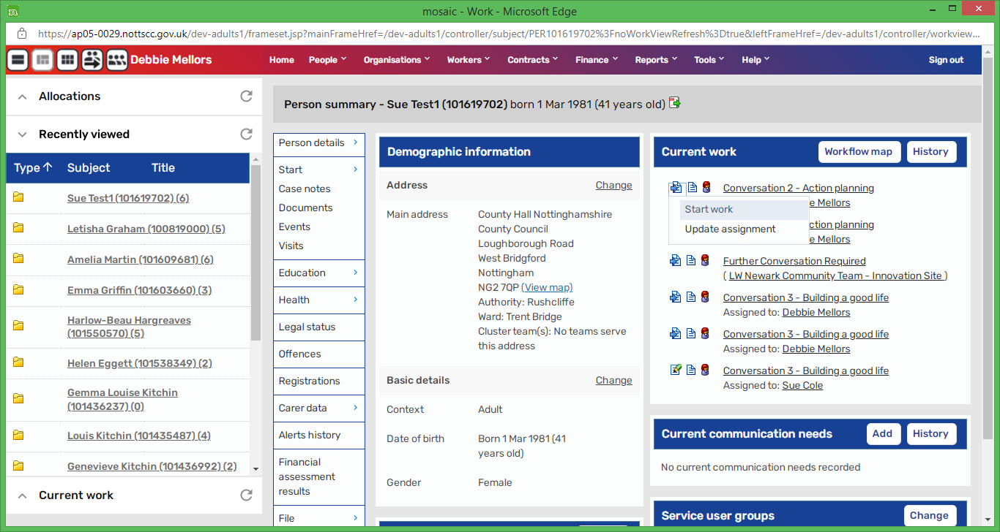 mosaic - Work - Microsoft Edge
https://ap05-0029.nottscc.gov.uk/dev-adults1/frameset.jsp?mainFrameHref=/dev-adults1/controller/subject/PER101619702%3FnoWorkViewRefresh%3Dtrue&leftFrameHref=/dev-adults1/controller/workview...
Debbie Mellors
Home People Organisations Workers Contracts Finance Reports Tools Help Sign out
Allocations
Recently viewed
Type Subject Title
Sue Test1 (101619702) (6)
Letisha Graham (100819000) (5)
Amelia Martin (101609681) (6)
Emma Griffin (101603660) (3)
Harlow-Beau Hargreaves
(101550570) (5)
Helen Eggett (101538349) (2)
Gemma Louise Kitchin
(101436237) (0)
Louis Kitchin (101435487) (4)
Genevieve Kitchin (101436992) (2)
Current work
Person summary - Sue Test1 (101619702) born 1 Mar 1981 (41 years old)
Person details
Start
Case notes
Documents
Events
Visits
Education
Health
Legal status
Offences
Registrations
Carer data
Alerts history
Financial
assessment
results
File
Demographic information
Address Change
Main address County Hall Nottinghamshire
County Council
Loughborough Road
West Bridgford
Nottingham
NG2 7QP (View map)
Authority: Rushcliffe
Ward: Trent Bridge
Cluster team(s): No teams serve
this address
Basic details Change
Context Adult
Date of birth Born 1 Mar 1981 (41
years old)
Gender Female
Current work Workflow map History
Conversation 2 - Action planning
Start work
e Mellors
Update assignment
ction planning
e Mellors
Further Conversation Required
( LW Newark Community Team - Innovation Site )
Conversation 3 - Building a good life
Assigned to: Debbie Mellors
Conversation 3 - Building a good life
Assigned to: Debbie Mellors
Conversation 3 - Building a good life
Assigned to: Sue Cole
Current communication needs Add History
No current communication needs recorded
Service user groups Change